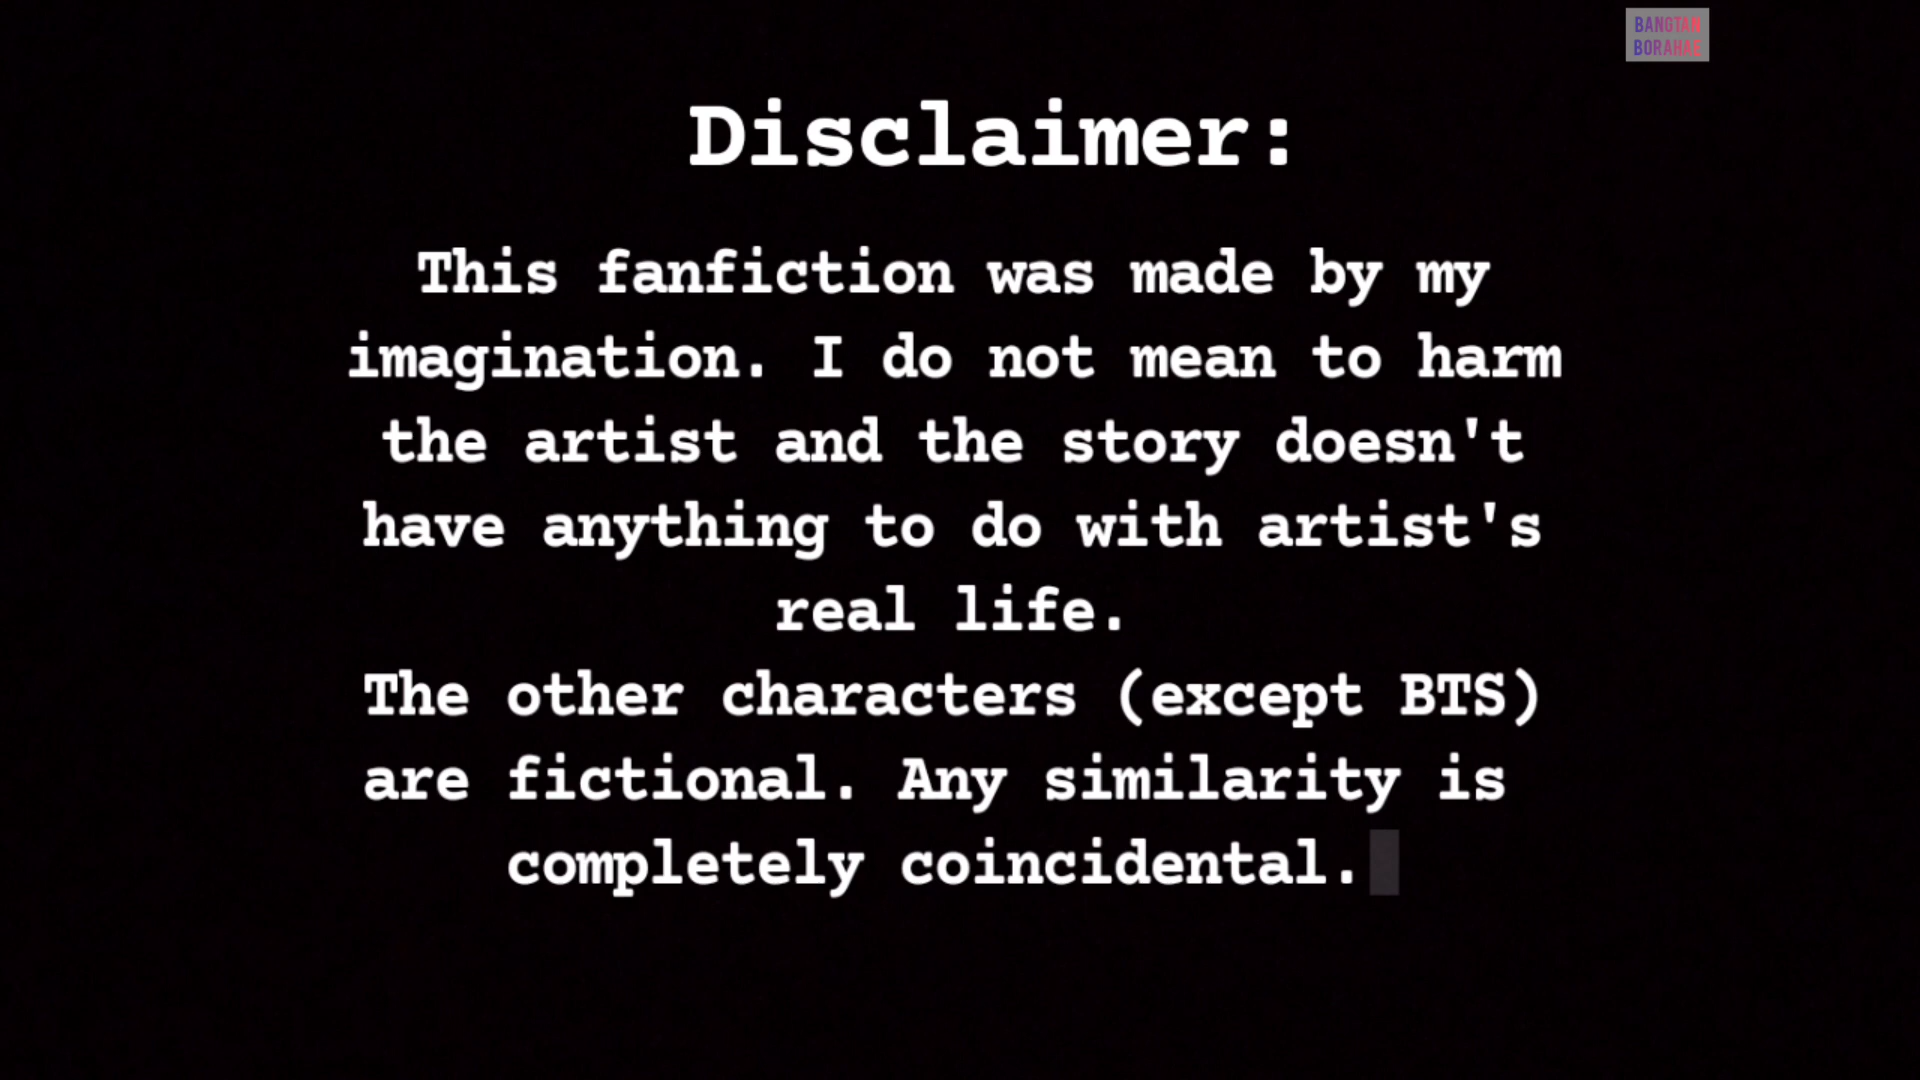 BANGTAN
BORAHAE
Disclaimer:
This fanfiction was made by my
imagination. I do not mean to harm
the artist and the story doesn't
have anything to do with artist's
real life.
The other characters (except BTS)
are fictional. Any similarity is
completely coincidental.